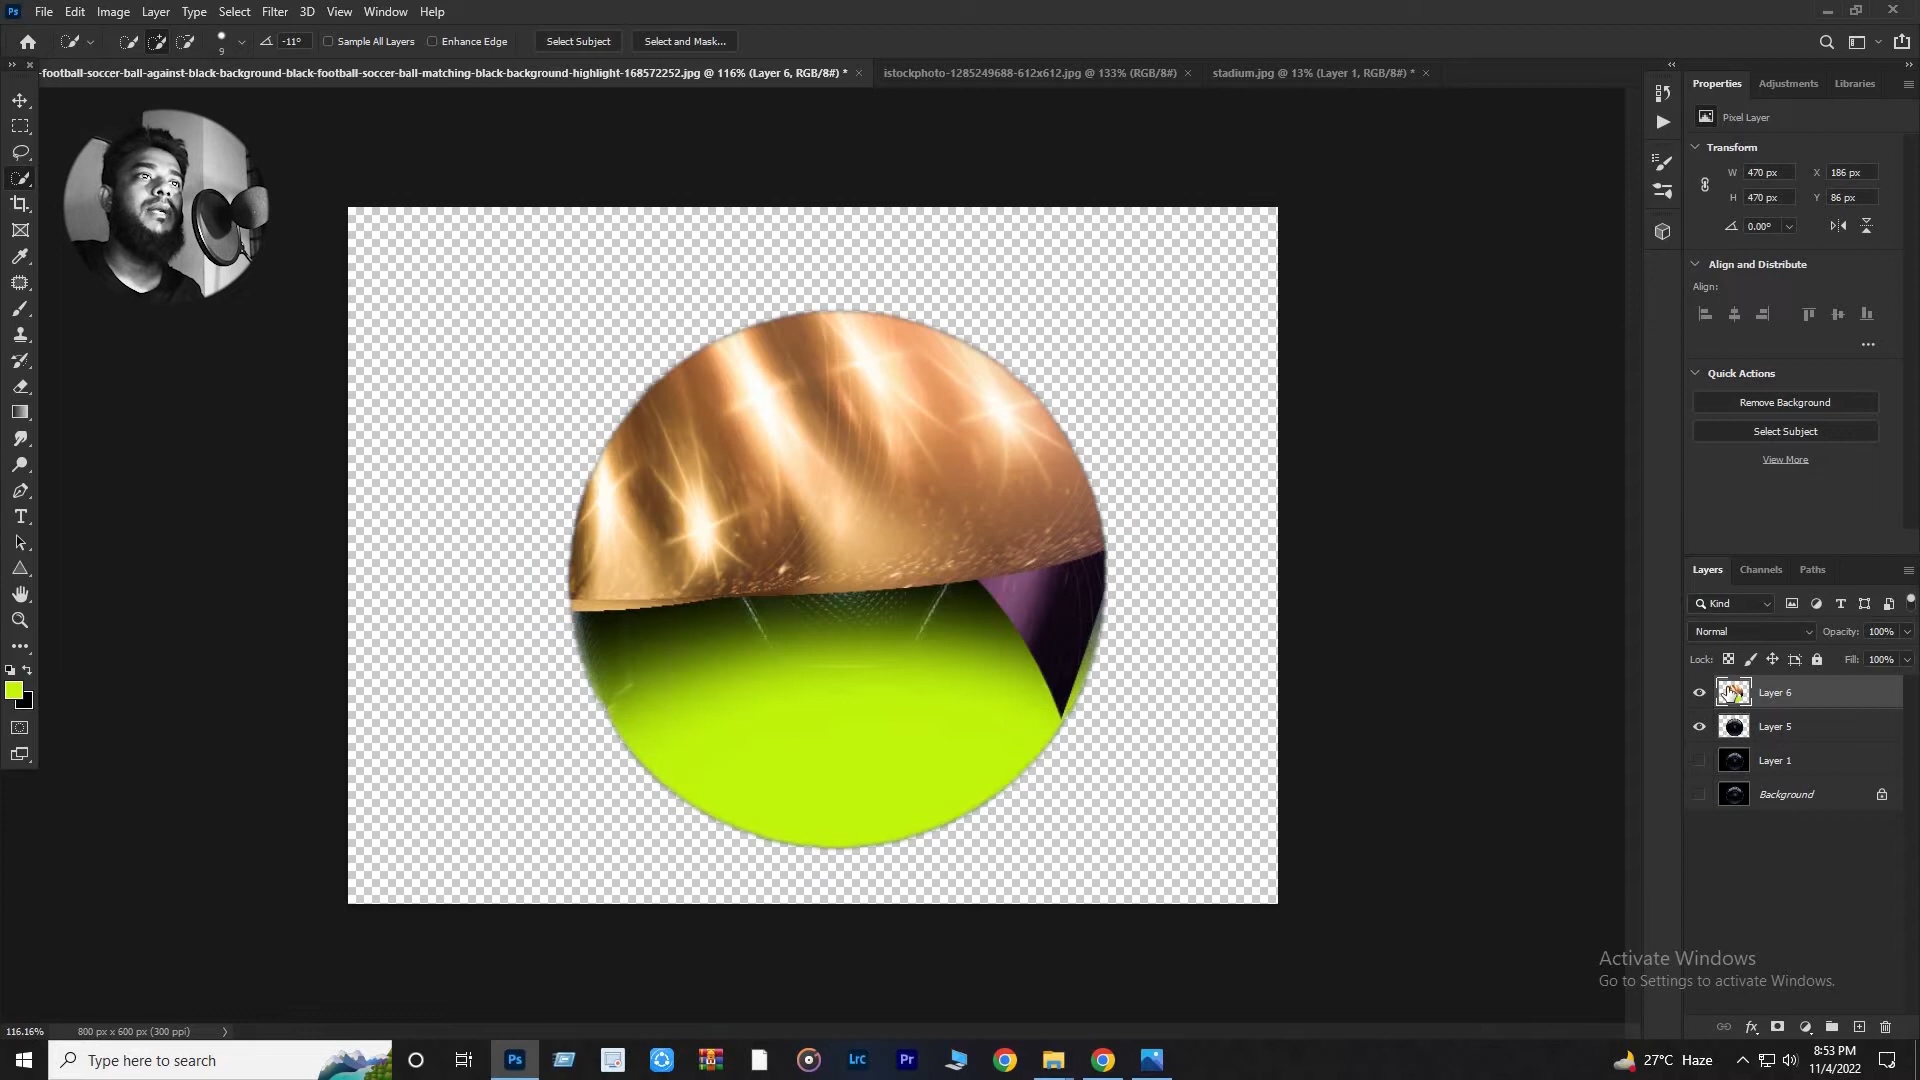 Ps File Edit Image Layer Type Select Filter 3D View Window Help
9 -11° Sample All Layers Enhance Edge Select Subject Select and Mask...
-football-soccer-ball-against-black-background-black-football-soccer-ball-matching-black-background-highlight-168572252.jpg @ 116% (Layer 6, RGB/8#) * × istockphoto-1285249688-612x612.jpg @ 133% (RGB/8#) × stadium.jpg @ 13% (Layer 1, RGB/8#) * ×
Properties Adjustments Libraries
Pixel Layer
Transform
W 470 px X 186 px
H 470 px Y 86 px
0.00°
Align and Distribute
Align:
Quick Actions
Remove Background
Select Subject
View More
Layers Channels Paths
Kind
Normal Opacity: 100%
Lock: Fill: 100%
Layer 6
Layer 5
Layer 1
Background
Activate Windows
Go to Settings to activate Windows.
116.16% 800 px x 600 px (300 ppi)
Type here to search
Ps Lrc Pr
27°C Haze
8:53 PM
11/4/2022